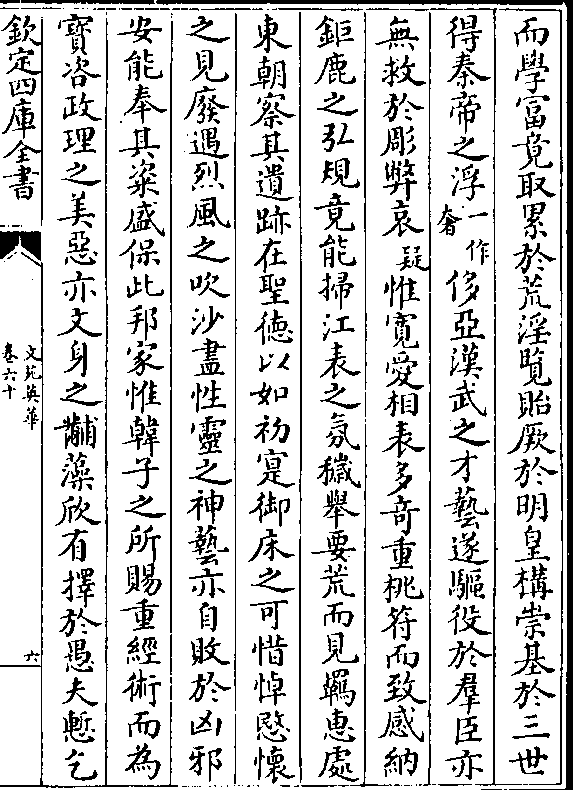 而學富竟取累於荒淫覽貽厥於明皇構崇基於三世
得秦帝之浮一作奢侈亞漢武之才藝遂驅役於羣臣亦
無救於彫弊哀疑惟寛愛相表多奇重桃符而致感納
鉅鹿之弘規竟能掃江表之氛穢舉要荒而見羈惠處
東朝察其遺跡在聖德以如初寔御床之可惜悼愍懷
之見廢遇烈風之吹沙盡性靈之神藝亦自敗於凶邪
安能奉其粢盛保此邦家惟韓子之所賜重經術而為
寳咨政理之美惡亦文身之黼藻欣有擇於愚夫慙乞
欽定四庫全書
文苑英華
卷六十
六